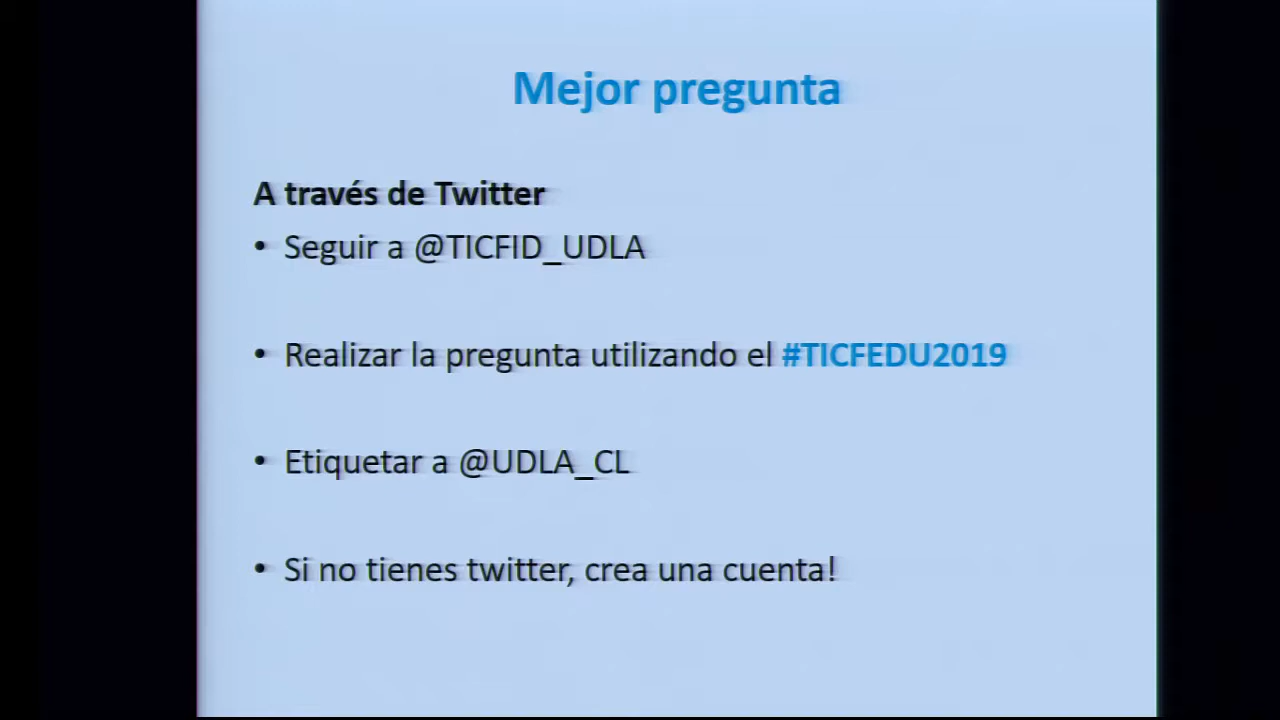 Mejor pregunta
A través de Twitter
• Seguir a @TICFID_UDLA
• Realizar la pregunta utilizando el #TICFEDU2019
• Etiquetar a @UDLA_CL
• Si no tienes twitter, crea una cuenta!